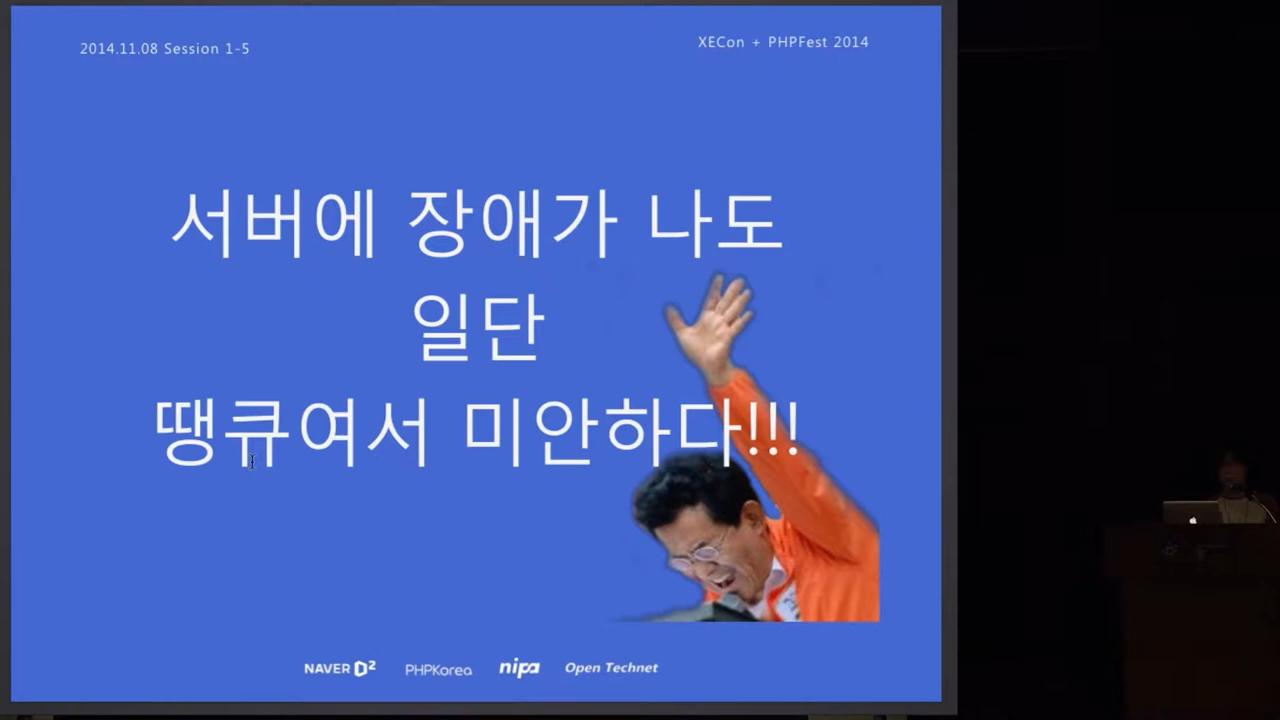 2014.11.08 Session 1-5
XECon + PHPFest 2014
서버에 장애가 나도
일단
땡큐여서 미안하다!!!
NAVER D2
PHPKorea
nipa
Open Technet